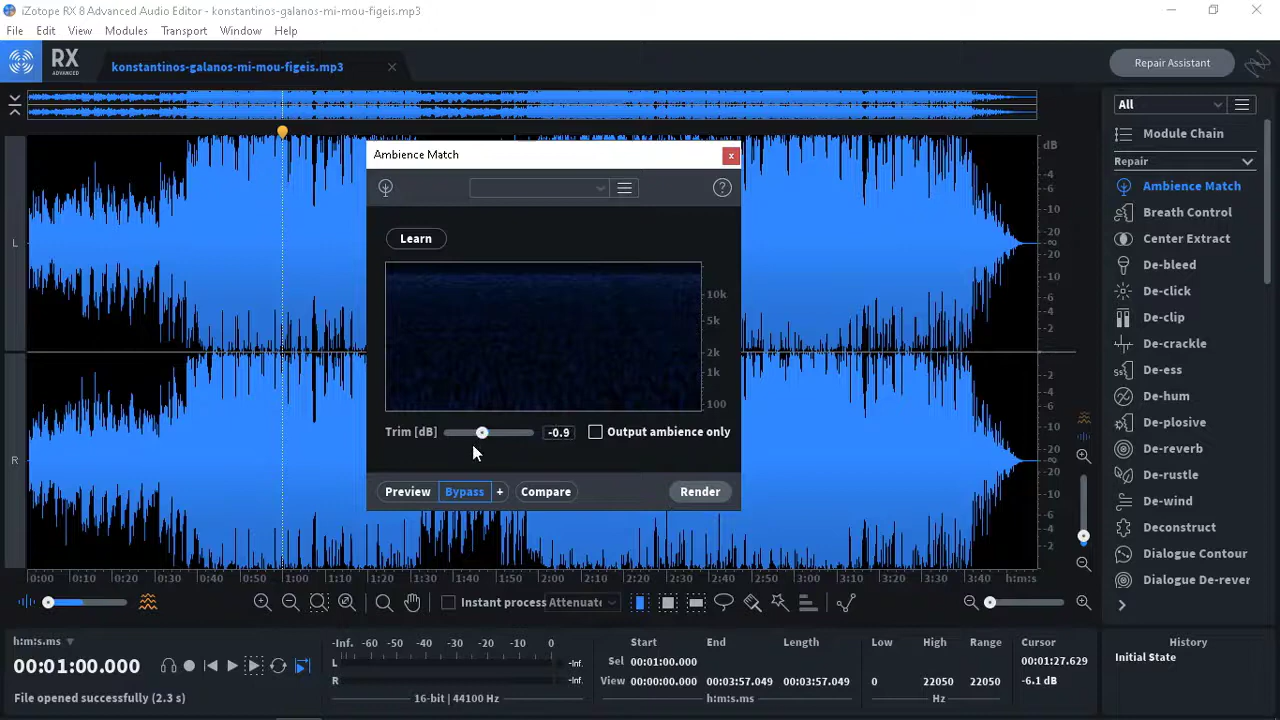 iZotope RX 8 Advanced Audio Editor - konstantinos-galanos-mi-mou-figeis.mp3
File Edit View Modules Transport Window Help
RX
ADVANCED
konstantinos-galanos-mi-mou-figeis.mp3
Repair Assistant
All
Module Chain
Repair
Ambience Match
Breath Control
Center Extract
De-bleed
De-click
De-clip
De-crackle
De-ess
De-hum
De-plosive
De-reverb
De-rustle
De-wind
Deconstruct
Dialogue Contour
Dialogue De-rever
Ambience Match
x
?
Learn
10k
5k
2k
1k
100
Trim [dB] -0.9 Output ambience only
Preview Bypass + Compare Render
L
R
dB
-4
-6
-10
-20
-∞
-20
-10
-6
-4
-2
-2
-4
-6
-10
-20
-∞
-20
-10
-6
-4
-2
0:00 0:10 0:20 0:30 0:40 0:50 1:00 1:10 1:20 1:30 1:40 1:50 2:00 2:10 2:20 2:30 2:40 2:50 3:00 3:10 3:20 3:30 3:40 h:m:s
Instant process Attenuate
h:m:s.ms
00:01:00.000
File opened successfully (2.3 s)
-Inf. -60 -50 -40 -30 -20 -10 0
L -Inf.
R -Inf.
16-bit | 44100 Hz
Start End Length
Sel 00:01:00.000
View 00:00:00.000 00:03:57.049 00:03:57.049
h:m:s.ms
Low High Range
0 22050 22050
Hz
Cursor
00:01:27.629
-6.1 dB
History
Initial State